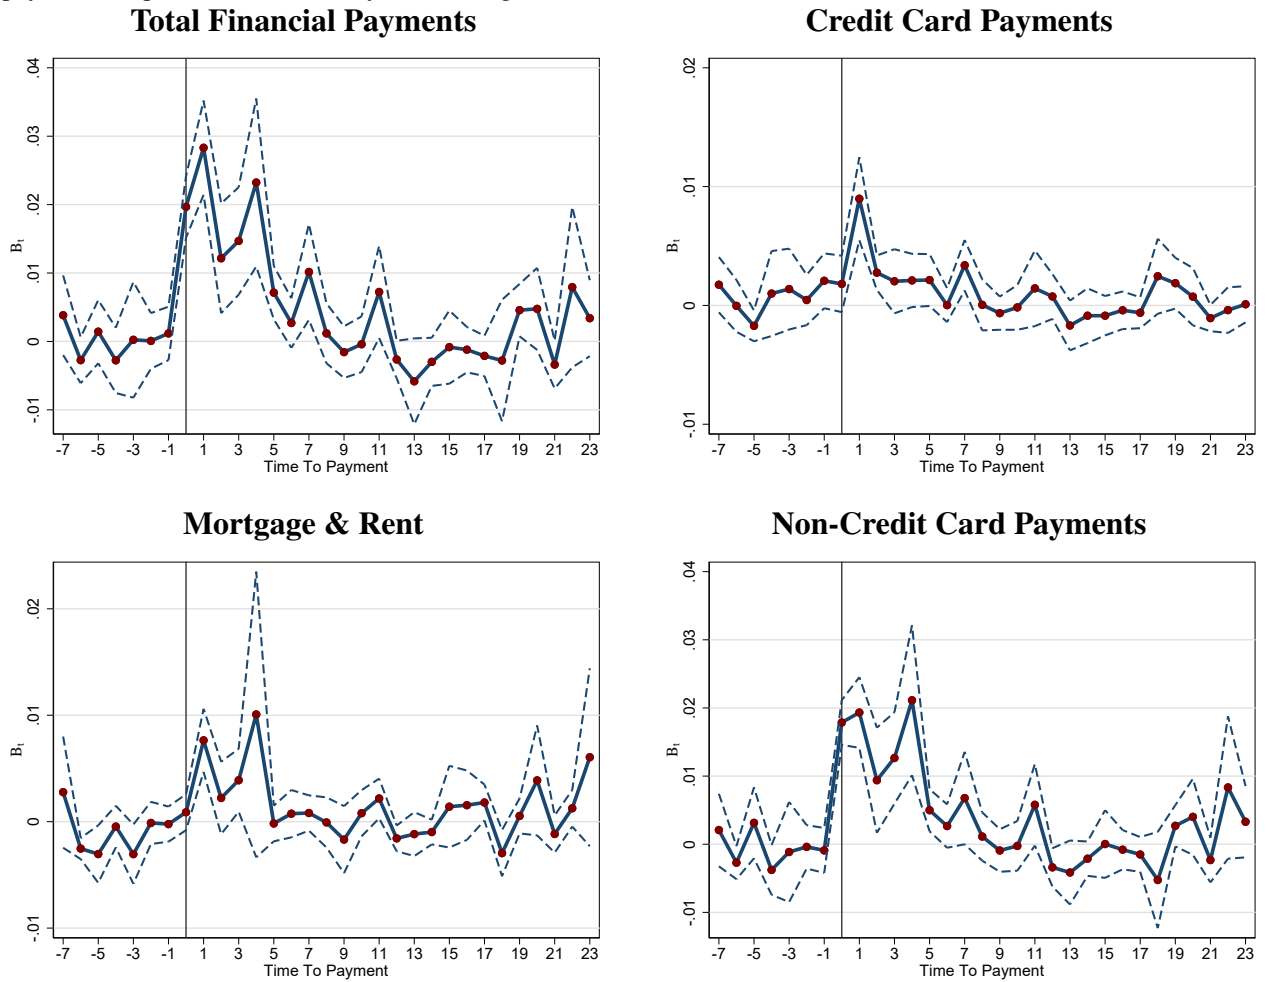 Total Financial Payments
.04
.03
.02
.01
0
-.01
Bt
-7 -5 -3 -1 1 3 5 7 9 11 13 15 17 19 21 23
Time To Payment
Credit Card Payments
.02
.01
0
-.01
Bt
-7 -5 -3 -1 1 3 5 7 9 11 13 15 17 19 21 23
Time To Payment
Mortgage & Rent
.02
.01
0
-.01
Bt
-7 -5 -3 -1 1 3 5 7 9 11 13 15 17 19 21 23
Time To Payment
Non-Credit Card Payments
.04
.03
.02
.01
0
-.01
Bt
-7 -5 -3 -1 1 3 5 7 9 11 13 15 17 19 21 23
Time To Payment